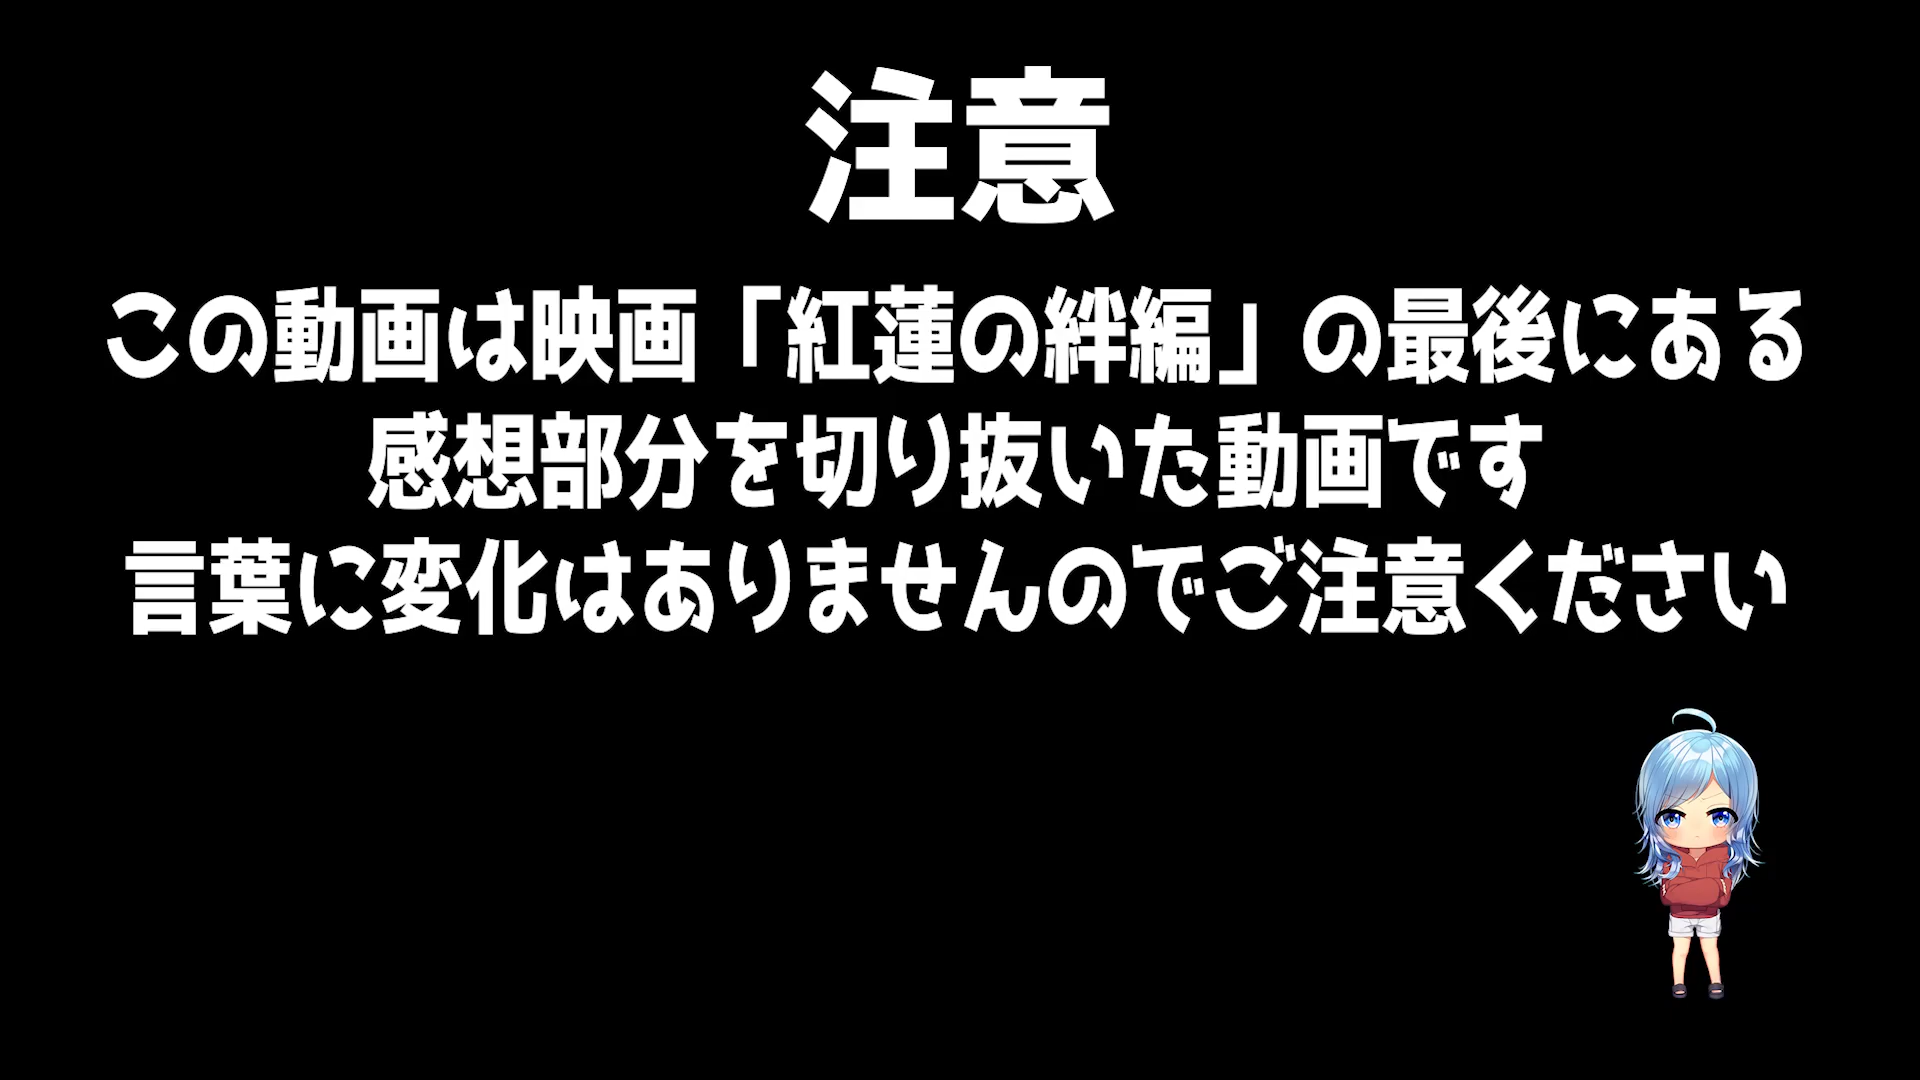 注意
この動画は映画「紅蓮の絆編」の最後にある
感想部分を切り抜いた動画です
言葉に変化はありませんのでご注意ください